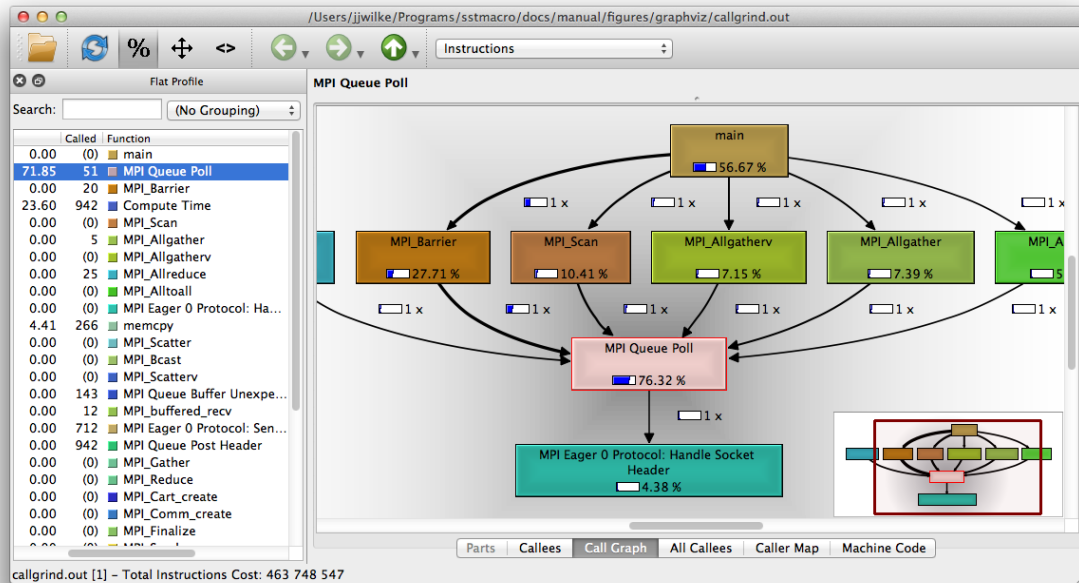 /Users/jjwilke/Programs/sstmacro/docs/manual/figures/graphviz/callgrind.out
% <> Instructions
Flat Profile
Search: (No Grouping)
Called Function
0.00 (0) main
71.85 51 MPI Queue Poll
0.00 20 MPI_Barrier
23.60 942 Compute Time
0.00 (0) MPI_Scan
0.00 5 MPI_Allgather
0.00 (0) MPI_Allgatherv
0.00 25 MPI_Allreduce
0.00 (0) MPI_Alltoall
0.00 (0) MPI Eager 0 Protocol: Ha...
4.41 266 memcpy
0.00 (0) MPI_Scatter
0.00 (0) MPI_Bcast
0.00 (0) MPI_Scatterv
0.00 143 MPI Queue Buffer Unexpe...
0.00 12 MPI_buffered_recv
0.00 712 MPI Eager 0 Protocol: Sen...
0.00 942 MPI Queue Post Header
0.00 (0) MPI_Gather
0.00 (0) MPI_Reduce
0.00 (0) MPI_Cart_create
0.00 (0) MPI_Comm_create
0.00 (0) MPI_Finalize
MPI Queue Poll
main
56.67 %
1 x 1 x 1 x 1 x 1 x
MPI_Barrier MPI_Scan MPI_Allgatherv MPI_Allgather MPI_A
27.71 % 10.41 % 7.15 % 7.39 % 5
1 x 1 x 1 x 1 x 1 x 1 x
MPI Queue Poll
76.32 %
1 x
MPI Eager 0 Protocol: Handle Socket
Header
4.38 %
Parts Callees Call Graph All Callees Caller Map Machine Code
callgrind.out [1] - Total Instructions Cost: 463 748 547